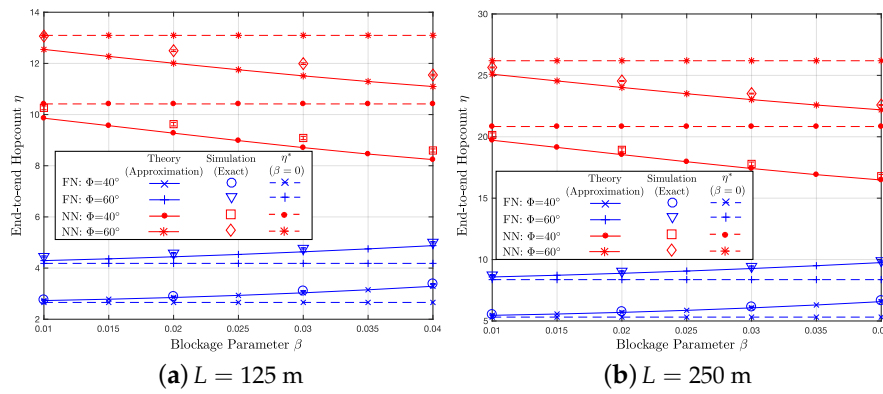 14
12
10
8
6
4
2
End-to-end Hopcount η
Theory Simulation η*
(Approximation) (Exact) (β = 0)
FN: Φ=40°
FN: Φ=60°
NN: Φ=40°
NN: Φ=60°
0.01 0.015 0.02 0.025 0.03 0.035 0.04
Blockage Parameter β
(a) L = 125 m
30
25
20
15
10
5
End-to-end Hopcount η
Theory Simulation η*
(Approximation) (Exact) (β = 0)
FN: Φ=40°
FN: Φ=60°
NN: Φ=40°
NN: Φ=60°
0.01 0.015 0.02 0.025 0.03 0.035
Blockage Parameter β
(b) L = 250 m